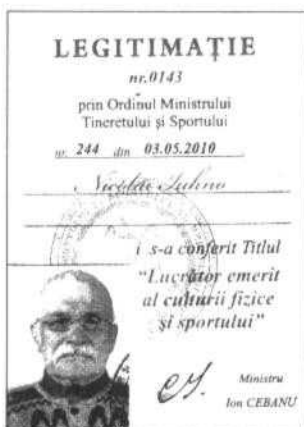 LEGITIMAȚIE
nr.0143
prin Ordinul Ministrului
Tineretului și Sportului
nr. 244 din 03.05.2010
Nicolae
i s-a conferit Titlul
"Lucrător emerit
al culturii fizice
și sportului"
Ministru
Ion CEBANU